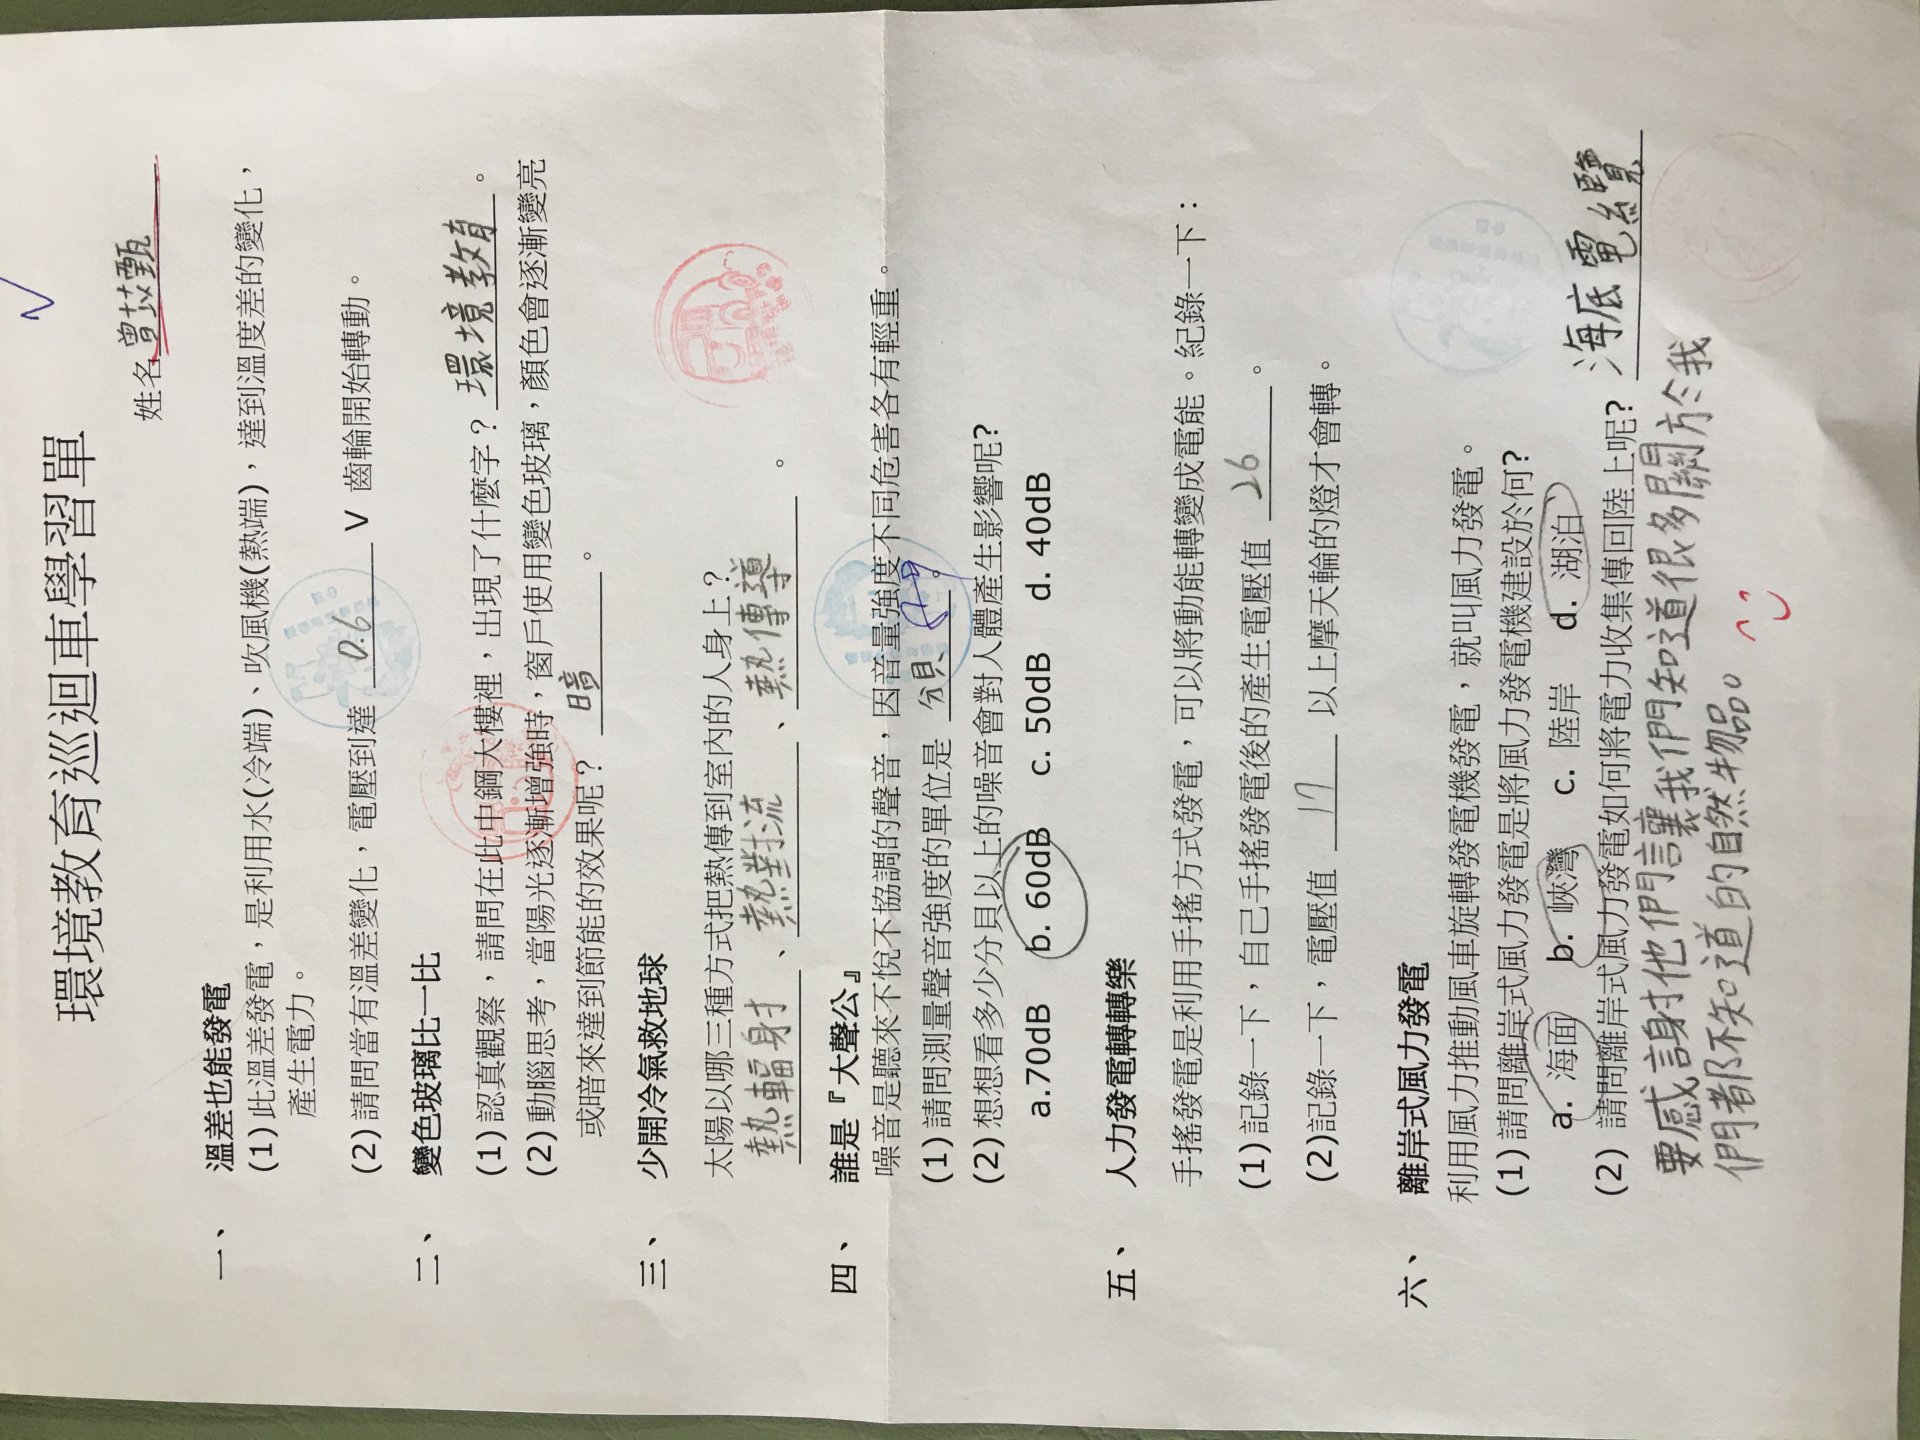 環境教育巡迴車學習單
姓名曾苡甄
一、 溫差也能發電
(1)此溫差發電，是利用水(冷端)、吹風機(熱端)，達到溫度差的變化，
產生電力。
(2)請問當有溫差變化，電壓到達 0.6 V 齒輪開始轉動。
二、 變色玻璃比一比
(1)認真觀察，請問在此中鋼大樓裡，出現了什麼字？環境教育。
(2)動腦思考，當陽光逐漸增強時，窗戶使用變色玻璃，顏色會逐漸變亮
或暗來達到節能的效果呢？ 暗 。
三、 少開冷氣救地球
太陽以哪三種方式把熱傳到室內的人身上？
熱輻射、熱對流、熱傳導。
四、 誰是『大聲公』
噪音是聽來不悅不協調的聲音，因音量強度不同危害各有輕重。
(1)請問測量聲音強度的單位是 分貝 。
(2)想想看多少分貝以上的噪音會對人體產生影響呢?
a.70dB b. 60dB c. 50dB d. 40dB
五、 人力發電轉轉樂
手搖發電是利用手搖方式發電，可以將動能轉變成電能。紀錄一下：
(1)記錄一下，自己手搖發電後的產生電壓值 26 。
(2)記錄一下，電壓值 17 以上摩天輪的燈才會轉。
六、 離岸式風力發電
利用風力推動風車旋轉發電機發電，就叫風力發電。
(1)請問離岸式風力發電是將風力發電機建設於何?
a. 海面 b. 峽灣 c. 陸岸 d. 湖泊
(2) 請問離岸式風力發電如何將電力收集傳回陸上呢? 海底電纜
要感謝他們讓我們知道很多關於我
們都不知道的自然物品。